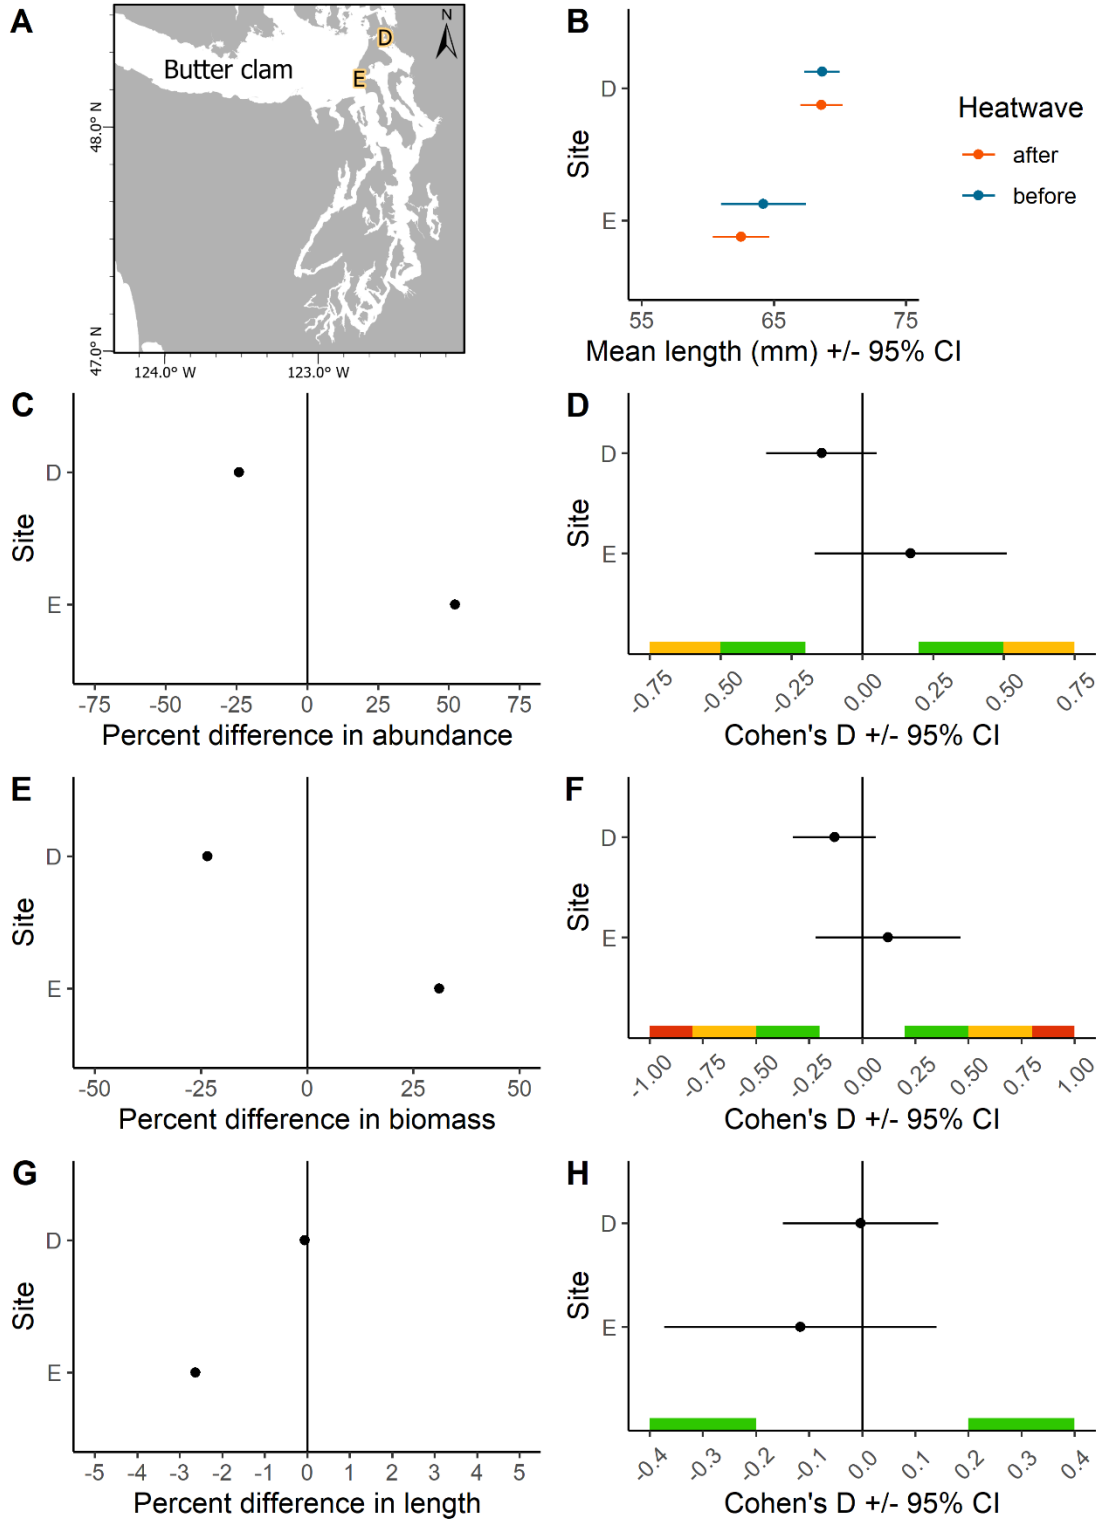 A
N
D
E
Butter clam
48.0° N
47.0° N
124.0° W
123.0° W
B
Site
D
E
55 65 75
Mean length (mm) +/- 95% CI
Heatwave
after
before
C
Site
D
E
-75 -50 -25 0 25 50 75
Percent difference in abundance
D
Site
D
E
-0.75 -0.50 -0.25 0.00 0.25 0.50 0.75
Cohen's D +/- 95% CI
E
Site
D
E
-50 -25 0 25 50
Percent difference in biomass
F
Site
D
E
-1.00 -0.75 -0.50 -0.25 0.00 0.25 0.50 0.75 1.00
Cohen's D +/- 95% CI
G
Site
D
E
-5 -4 -3 -2 -1 0 1 2 3 4 5
Percent difference in length
H
Site
D
E
-0.4 -0.3 -0.2 -0.1 0.0 0.1 0.2 0.3 0.4
Cohen's D +/- 95% CI